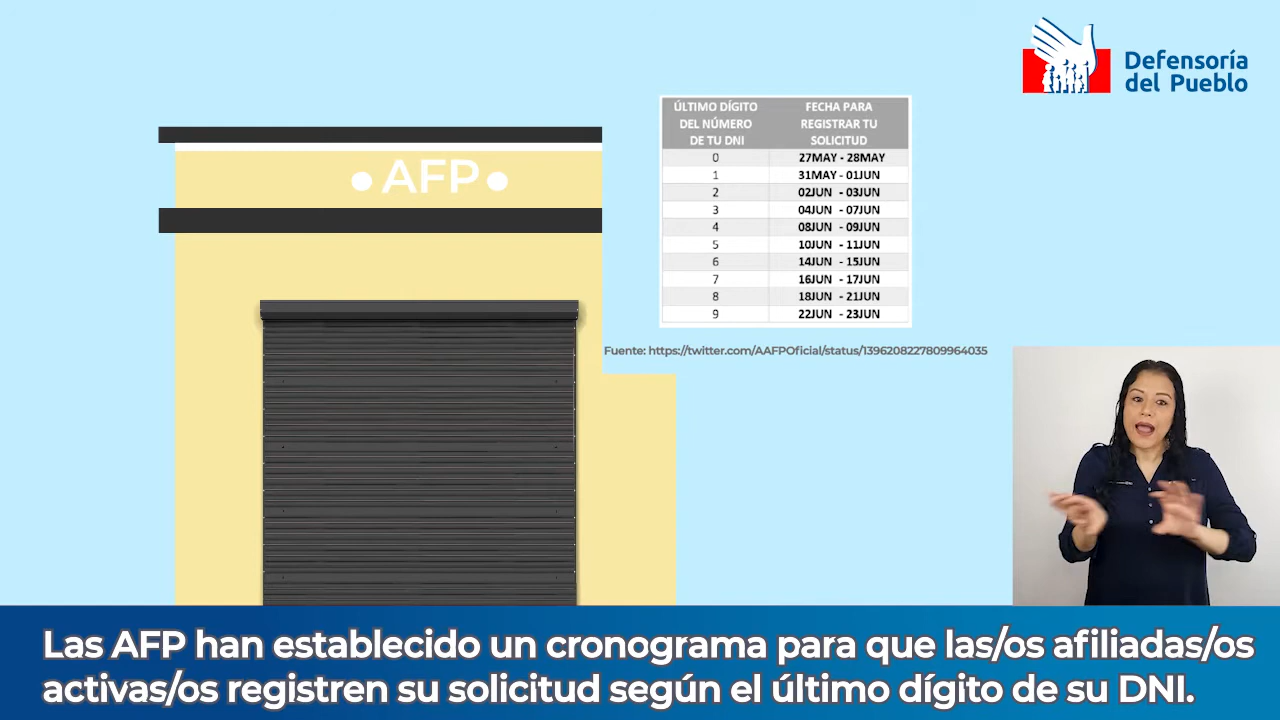 Defensoría
del Pueblo
ÚLTIMO DÍGITO DEL NÚMERO DE TU DNI
FECHA PARA REGISTRAR TU SOLICITUD
0 27MAY - 28MAY
1 31MAY - 01JUN
2 02JUN - 03JUN
3 04JUN - 07JUN
4 08JUN - 09JUN
5 10JUN - 11JUN
6 14JUN - 15JUN
7 16JUN - 17JUN
8 18JUN - 21JUN
9 22JUN - 23JUN
• AFP •
Fuente: https://twitter.com/AAFPOficial/status/1396208227809964035
Las AFP han establecido un cronograma para que las/os afiliadas/os
activas/os registren su solicitud según el último dígito de su DNI.